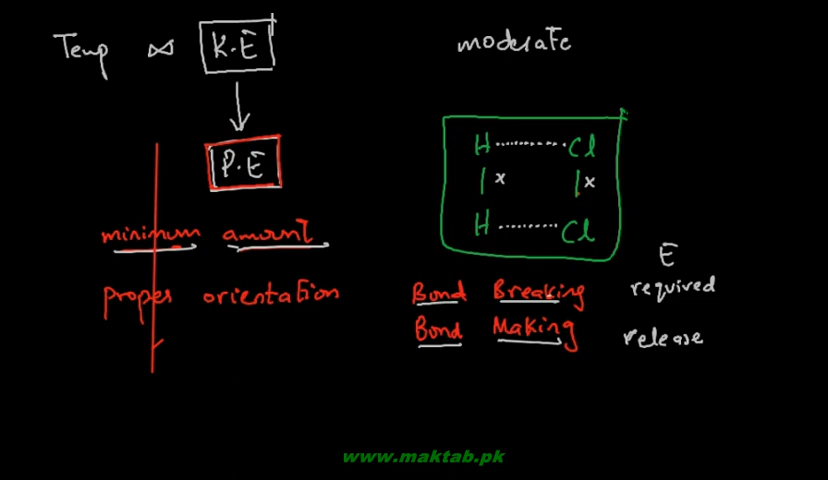 Temp ∝ K.E
moderate
P.E
H ........... Cl
| x | x
H .......... Cl
minimum amount
proper orientation
E
required
Bond Breaking
Bond Making
release
www.maktab.pk